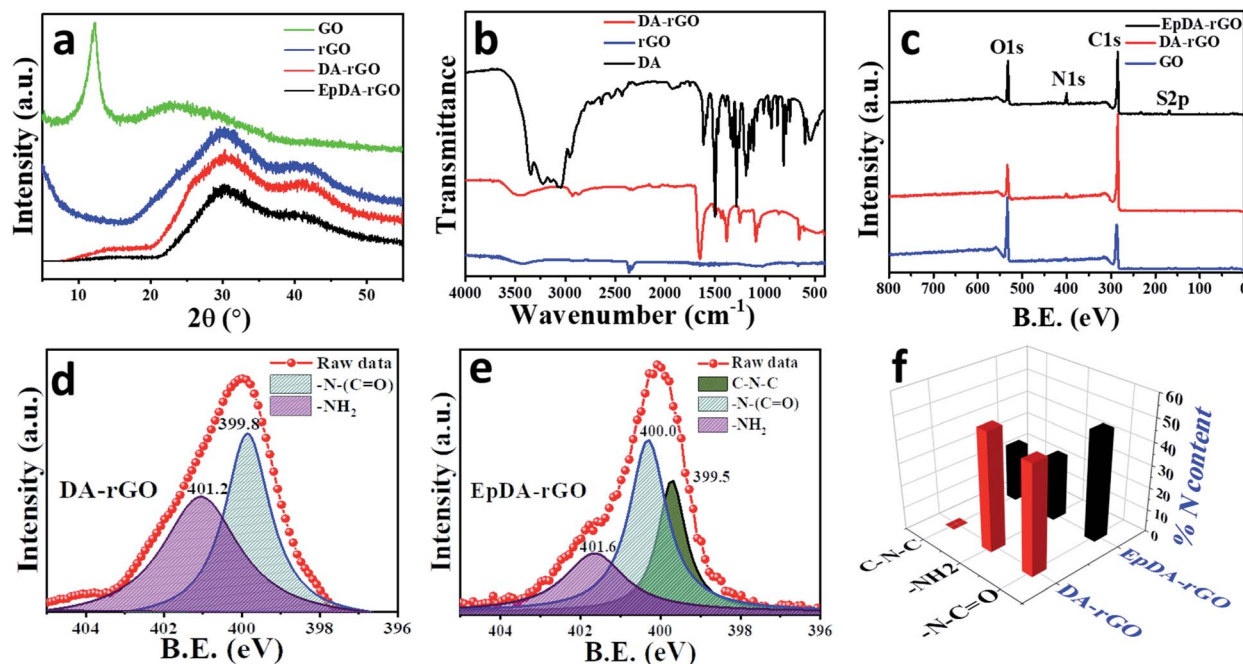 a
GO
rGO
DA-rGO
EpDA-rGO
Intensity (a.u.)
10 20 30 40 50
2θ (°)
b
DA-rGO
rGO
DA
Transmittance
4000 3500 3000 2500 2000 1500 1000 500
Wavenumber (cm⁻¹)
c
EpDA-rGO
DA-rGO
GO
O1s
N1s
C1s
S2p
Intensity (a.u.)
800 700 600 500 400 300 200 100 0
B.E. (eV)
d
Raw data
-N-(C=O)
-NH₂
399.8
401.2
DA-rGO
Intensity (a.u.)
404 402 400 398 396
B.E. (eV)
e
Raw data
C-N-C
-N-(C=O)
-NH₂
400.0
399.5
401.6
EpDA-rGO
Intensity (a.u.)
404 402 400 398 396
B.E. (eV)
f
60
50
40
30
20
10
0
% N content
C-N-C
-NH2
-N-C=O
DA-rGO
EpDA-rGO